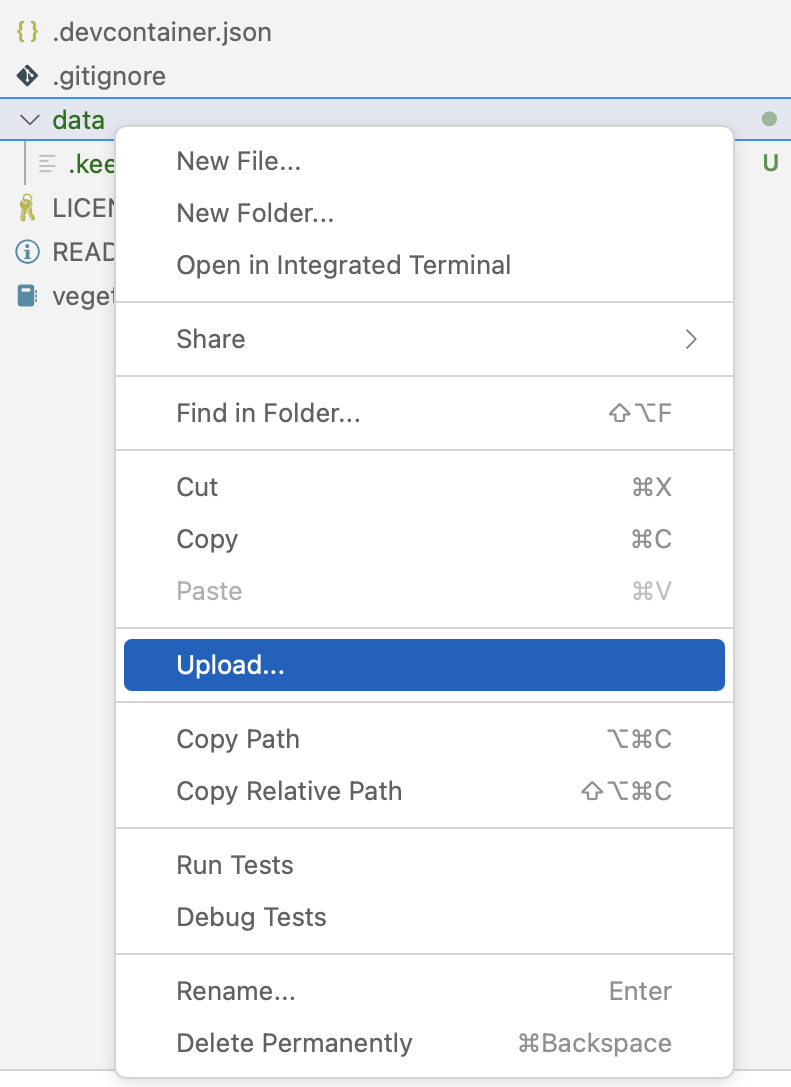 .devcontainer.json
.gitignore
data
.kee
U
LICEN
READ
veget
New File...
New Folder...
Open in Integrated Terminal
Share
Find in Folder... ⇧⌥F
Cut ⌘X
Copy ⌘C
Paste ⌘V
Upload...
Copy Path ⌥⌘C
Copy Relative Path ⇧⌥⌘C
Run Tests
Debug Tests
Rename... Enter
Delete Permanently ⌘Backspace